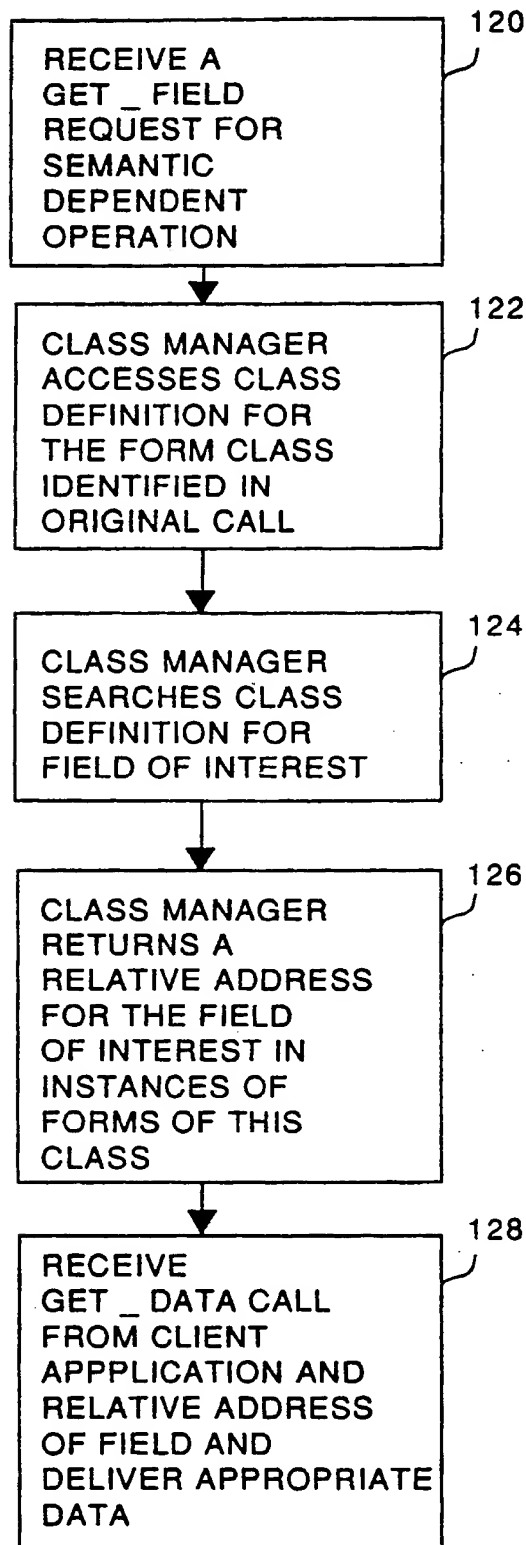 120
RECEIVE A
GET _ FIELD
REQUEST FOR
SEMANTIC
DEPENDENT
OPERATION
122
CLASS MANAGER
ACCESSES CLASS
DEFINITION FOR
THE FORM CLASS
IDENTIFIED IN
ORIGINAL CALL
124
CLASS MANAGER
SEARCHES CLASS
DEFINITION FOR
FIELD OF INTEREST
126
CLASS MANAGER
RETURNS A
RELATIVE ADDRESS
FOR THE FIELD
OF INTEREST IN
INSTANCES OF
FORMS OF THIS
CLASS
128
RECEIVE
GET _ DATA CALL
FROM CLIENT
APPPLICATION AND
RELATIVE ADDRESS
OF FIELD AND
DELIVER APPROPRIATE
DATA